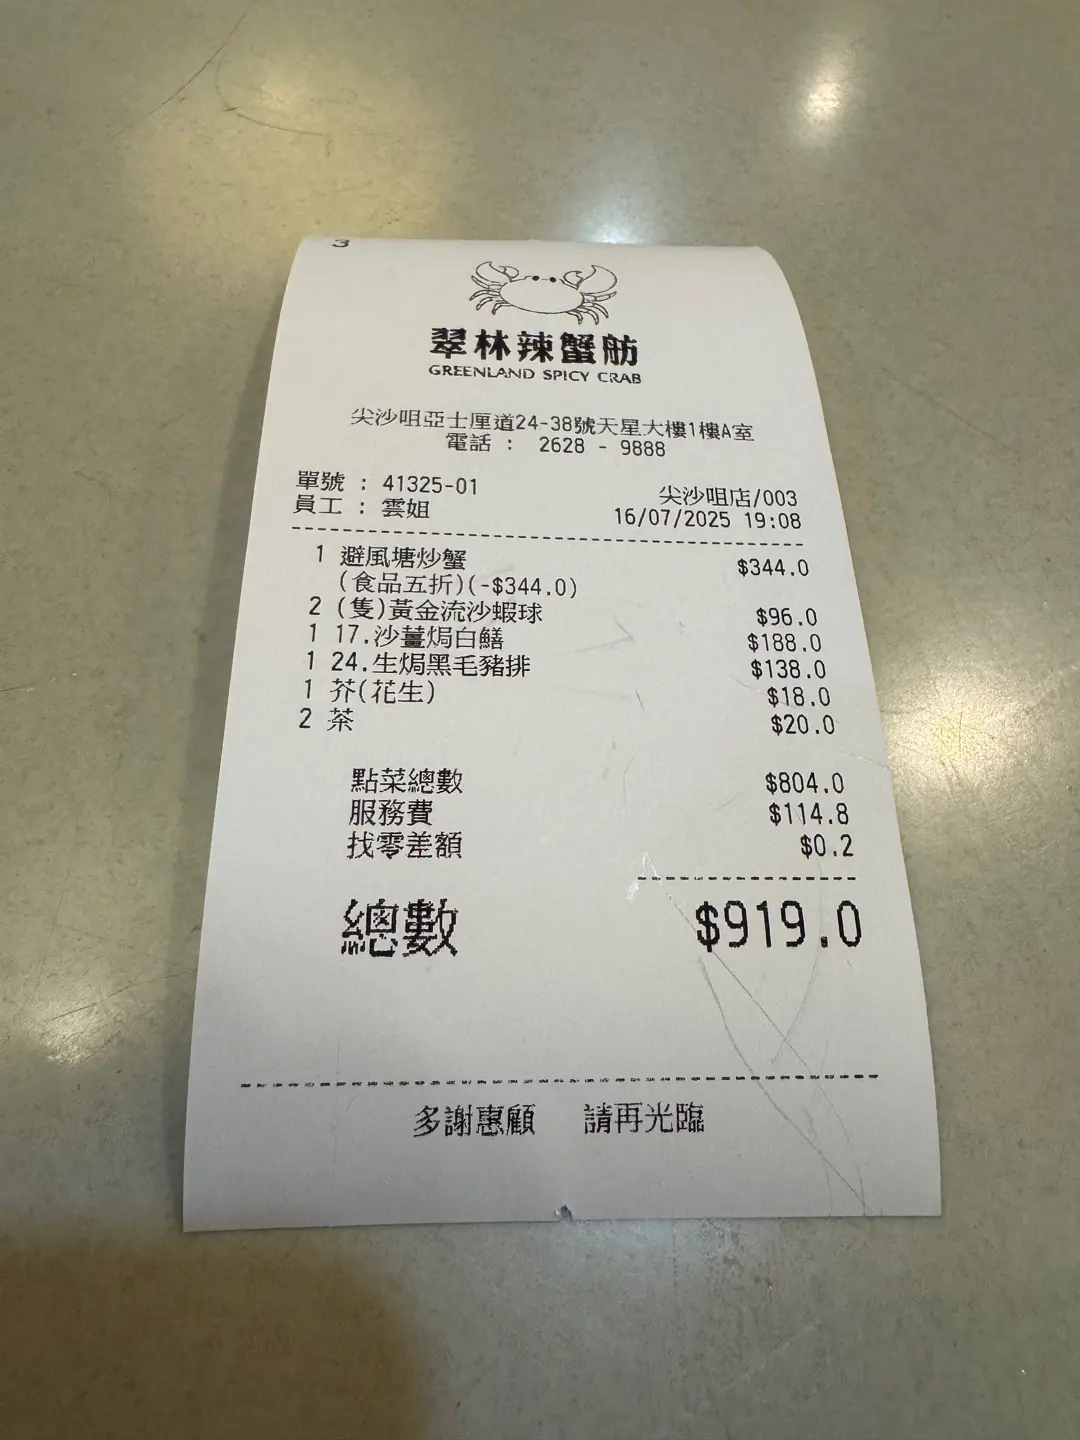 3
翠林辣蟹舫
GREENLAND SPICY CRAB
尖沙咀亞士厘道24-38號天星大樓1樓A室
電話 : 2628 - 9888
單號 : 41325-01
尖沙咀店/003
員工 : 雲姐
16/07/2025 19:08
1 避風塘炒蟹 $344.0
(食品五折)(-$344.0)
2 (隻)黃金流沙蝦球 $96.0
1 17.沙薑焗白鱔 $188.0
1 24.生焗黑毛豬排 $138.0
1 芥(花生) $18.0
2 茶 $20.0
點菜總數 $804.0
服務費 $114.8
找零差額 $0.2
總數 $919.0
多謝惠顧 請再光臨